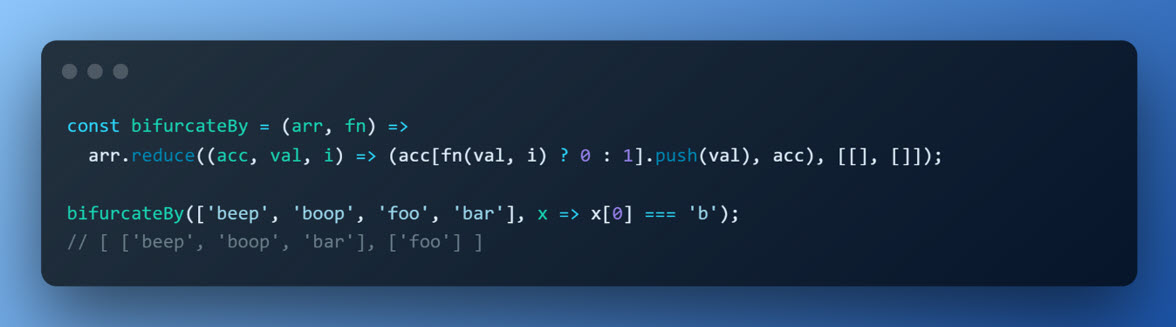 const bifurcateBy = (arr, fn) =>
  arr.reduce((acc, val, i) => (acc[fn(val, i) ? 0 : 1].push(val), acc), [[], []]);
bifurcateBy(['beep', 'boop', 'foo', 'bar'], x => x[0] === 'b');
// [ ['beep', 'boop', 'bar'], ['foo'] ]